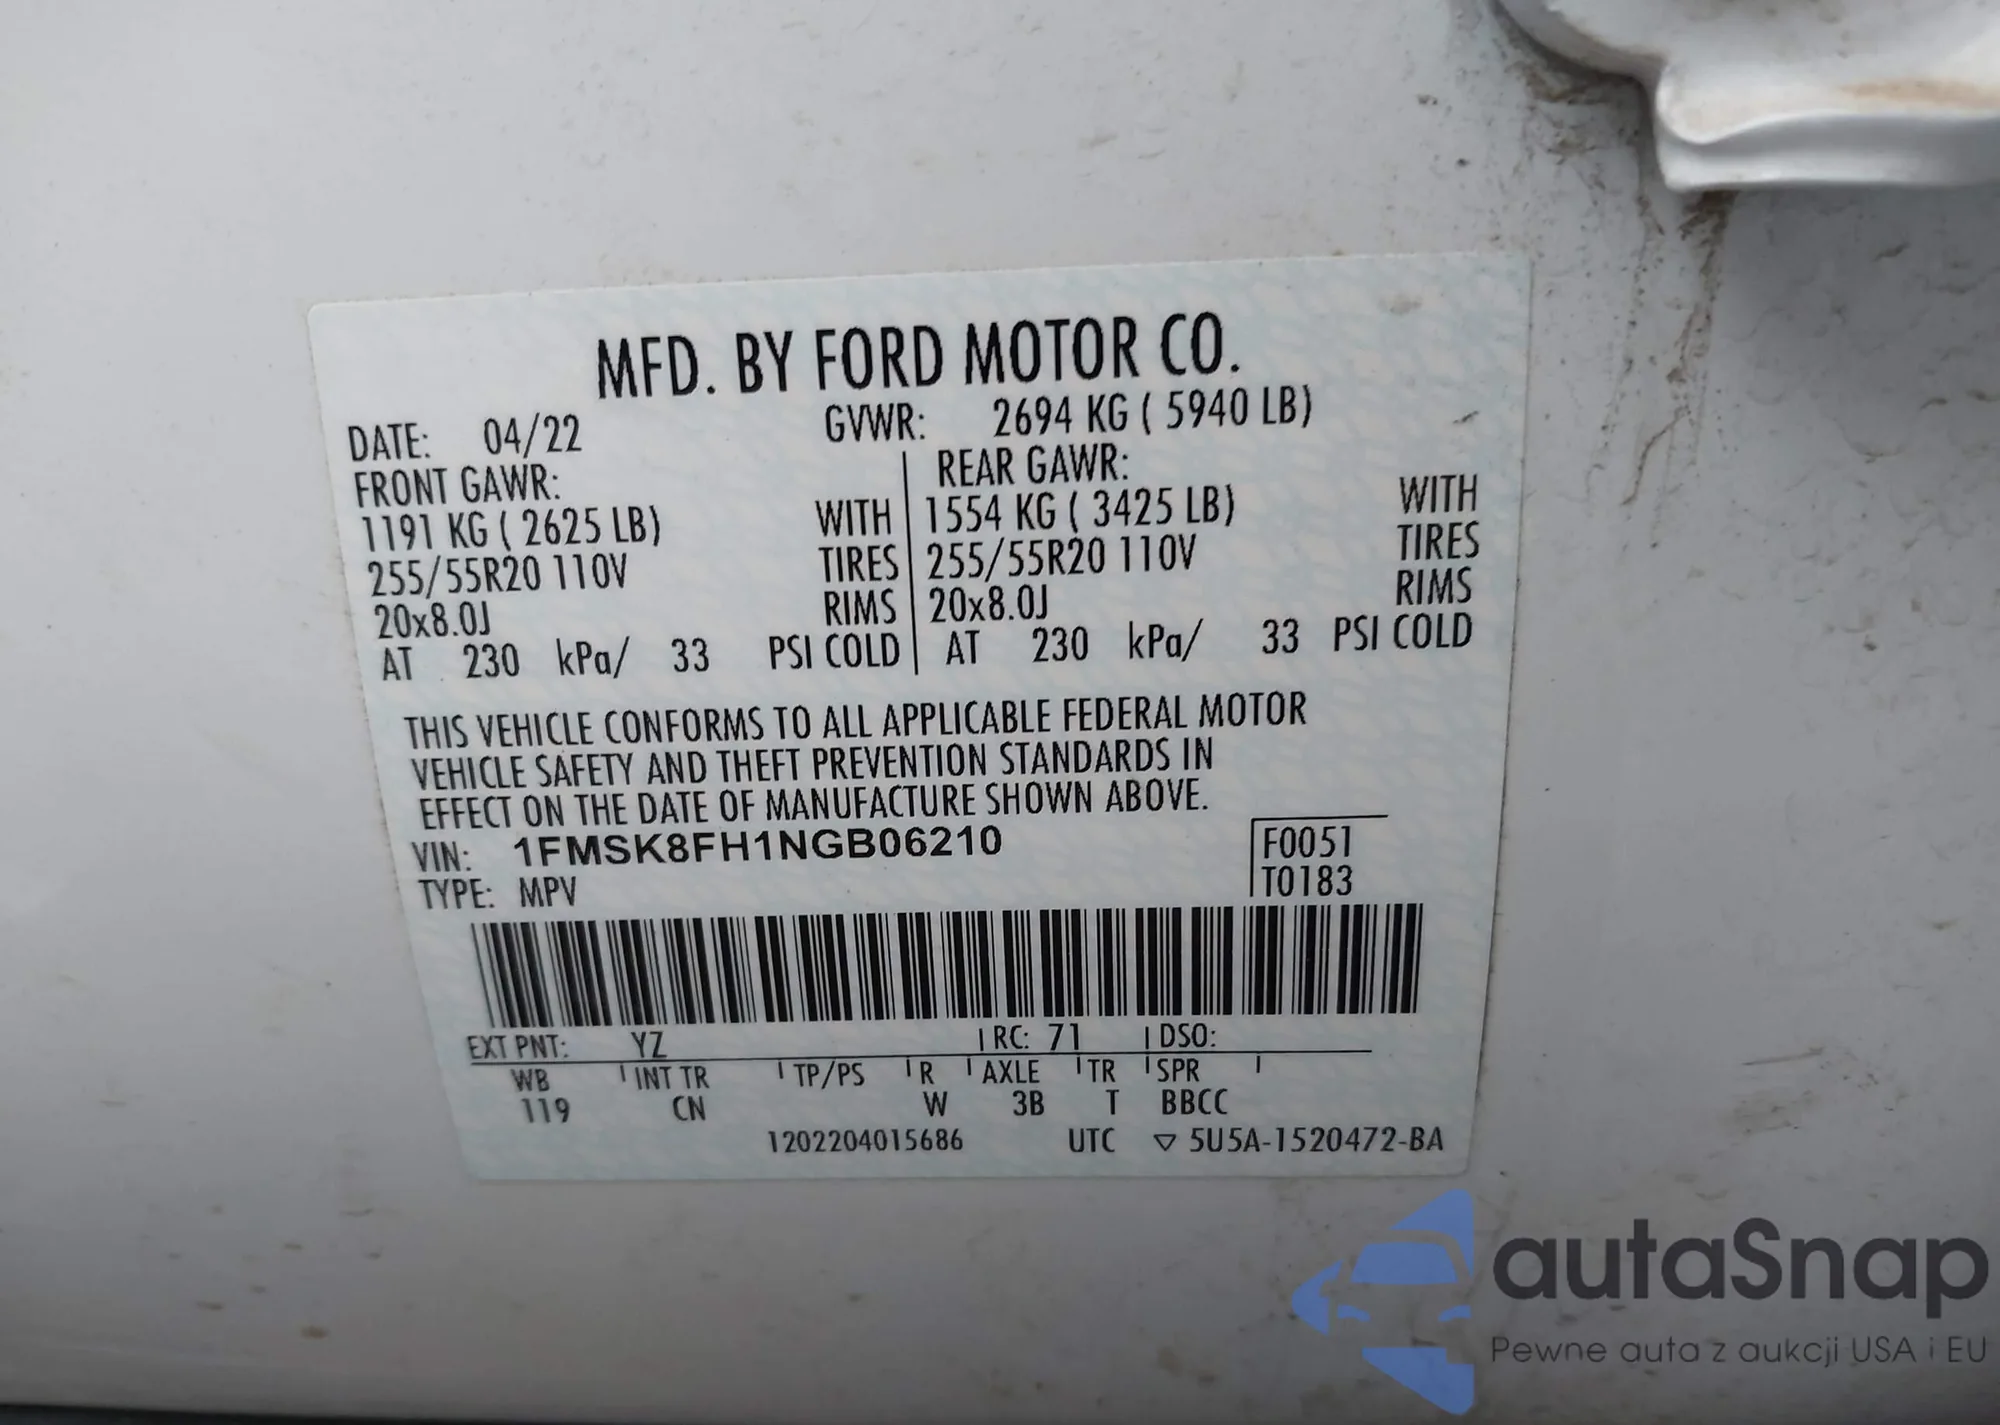 MFD. BY FORD MOTOR CO.
DATE: 04/22 GVWR: 2694 KG ( 5940 LB)
FRONT GAWR: REAR GAWR:
1191 KG ( 2625 LB) WITH 1554 KG ( 3425 LB) WITH
255/55R20 110V TIRES 255/55R20 110V TIRES
20x8.0J RIMS 20x8.0J RIMS
AT 230 kPa/ 33 PSI COLD AT 230 kPa/ 33 PSI COLD
THIS VEHICLE CONFORMS TO ALL APPLICABLE FEDERAL MOTOR
VEHICLE SAFETY AND THEFT PREVENTION STANDARDS IN
EFFECT ON THE DATE OF MANUFACTURE SHOWN ABOVE.
VIN: 1FMSK8FH1NGB06210 F0051
TYPE: MPV T0183
EXT PNT: YZ RC: 71 DSO:
WB INT TR TP/PS R AXLE TR SPR
119 CN W 3B T BBCC
1202204015686 UTC ▽ 5U5A-1520472-BA
autaSnap
Pewne auta z aukcji USA i EU